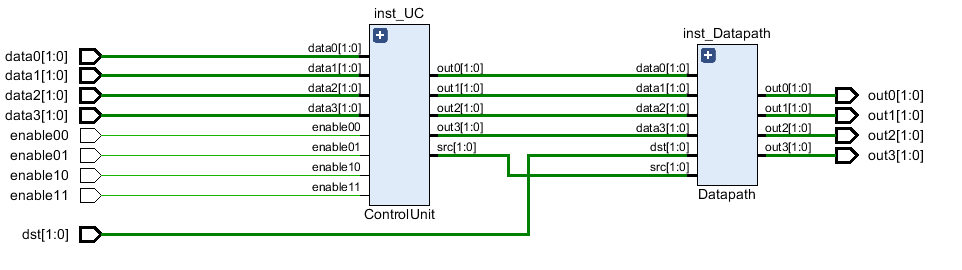 inst_UC
data0[1:0]
data1[1:0]
data2[1:0]
data3[1:0]
enable00
enable01
enable10
enable11
dst[1:0]
data0[1:0]
data1[1:0]
data2[1:0]
data3[1:0]
enable00
enable01
enable10
enable11
out0[1:0]
out1[1:0]
out2[1:0]
out3[1:0]
src[1:0]
ControlUnit
inst_Datapath
data0[1:0]
data1[1:0]
data2[1:0]
data3[1:0]
dst[1:0]
src[1:0]
out0[1:0]
out1[1:0]
out2[1:0]
out3[1:0]
Datapath
out0[1:0]
out1[1:0]
out2[1:0]
out3[1:0]